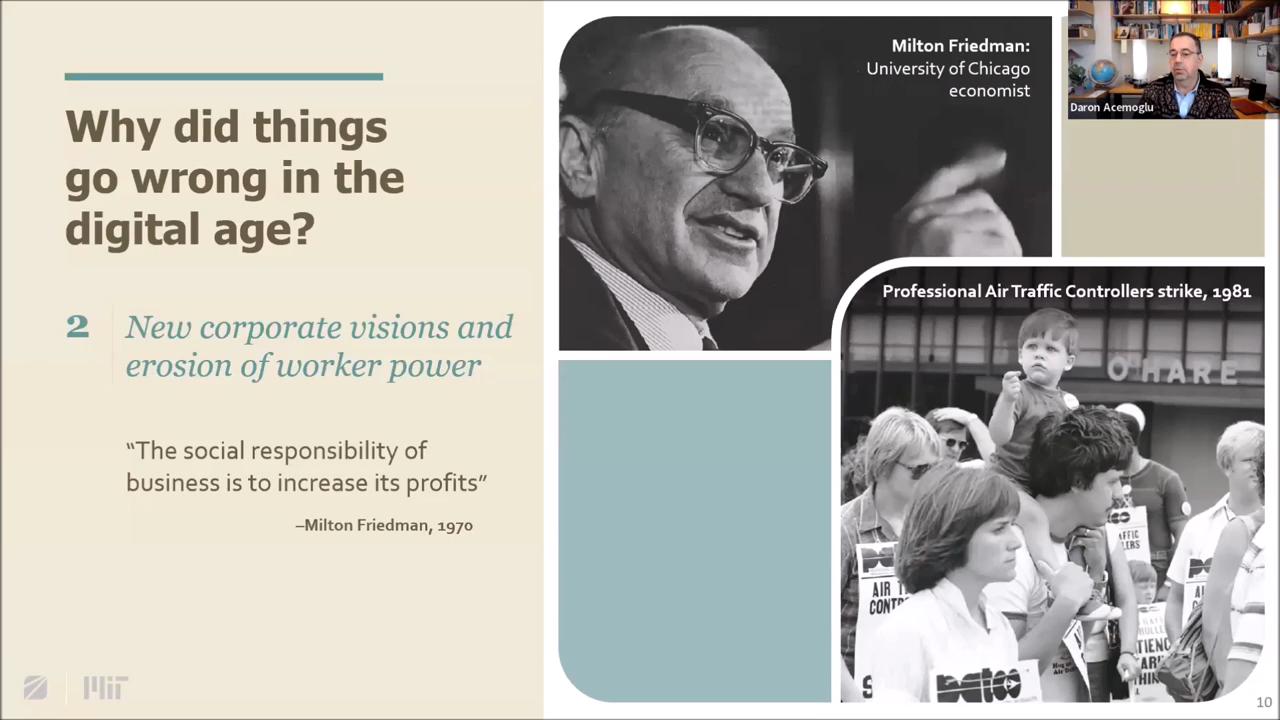 Why did things
go wrong in the
digital age?
2
New corporate visions and
erosion of worker power
“The social responsibility of
business is to increase its profits”
–Milton Friedman, 1970
MIT
Milton Friedman:
University of Chicago
economist
Daron Acemoglu
Professional Air Traffic Controllers strike, 1981
O'HARE
AIR
patco
10